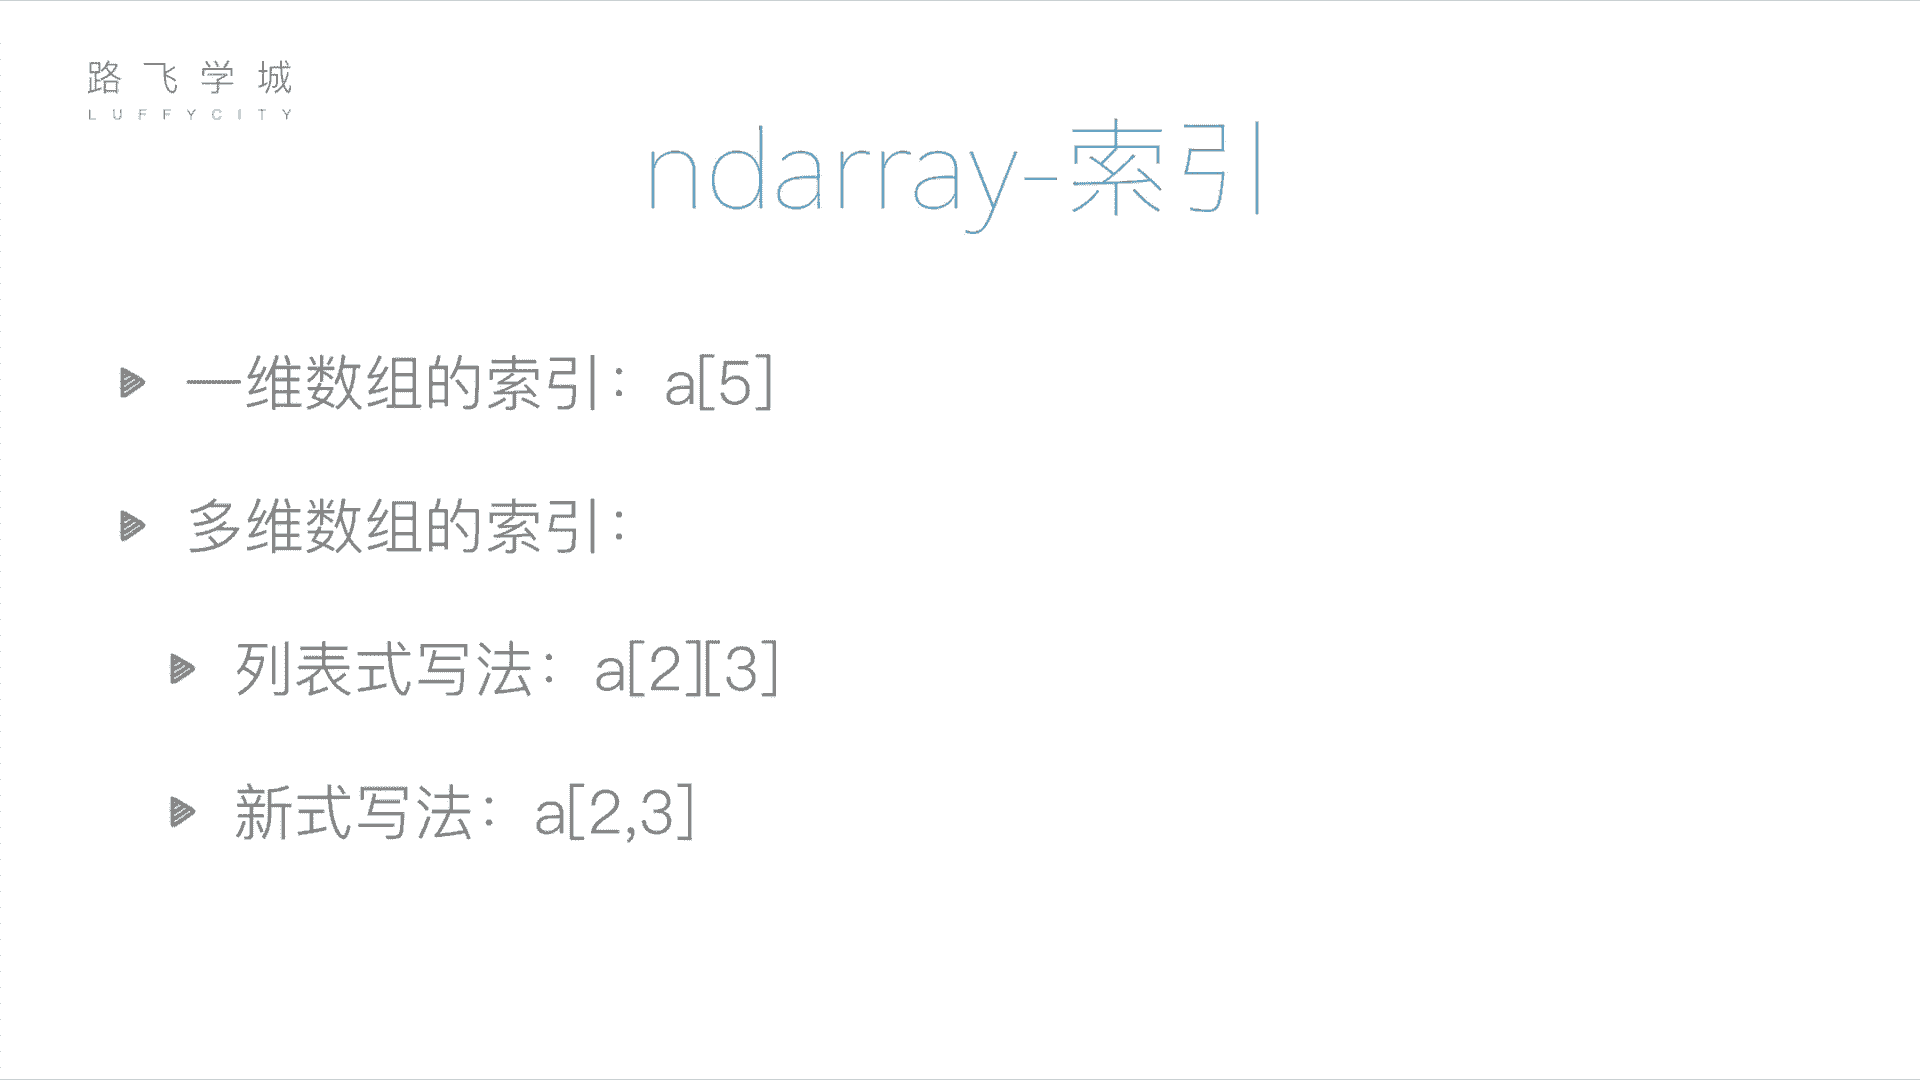 路飞学城
LUFFYCITY
ndarray-索引
一维数组的索引：a[5]
多维数组的索引：
列表式写法：a[2][3]
新式写法：a[2,3]